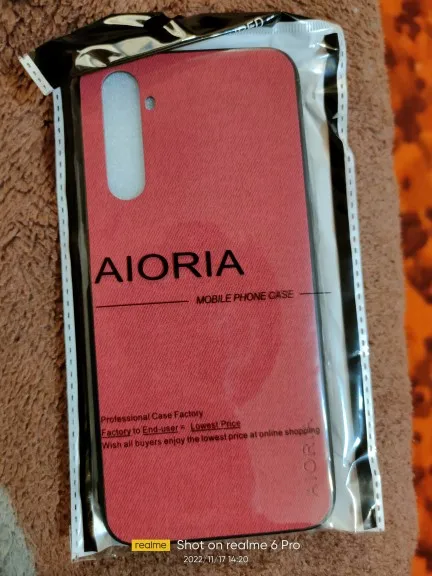 AIORIA
MOBILE PHONE CASE
Professional Case Factory
Factory to End-user = Lowest Price
Wish all buyers enjoy the lowest price at online shopping
AIORIA
realme Shot on realme 6 Pro
2022/11/17 14:20